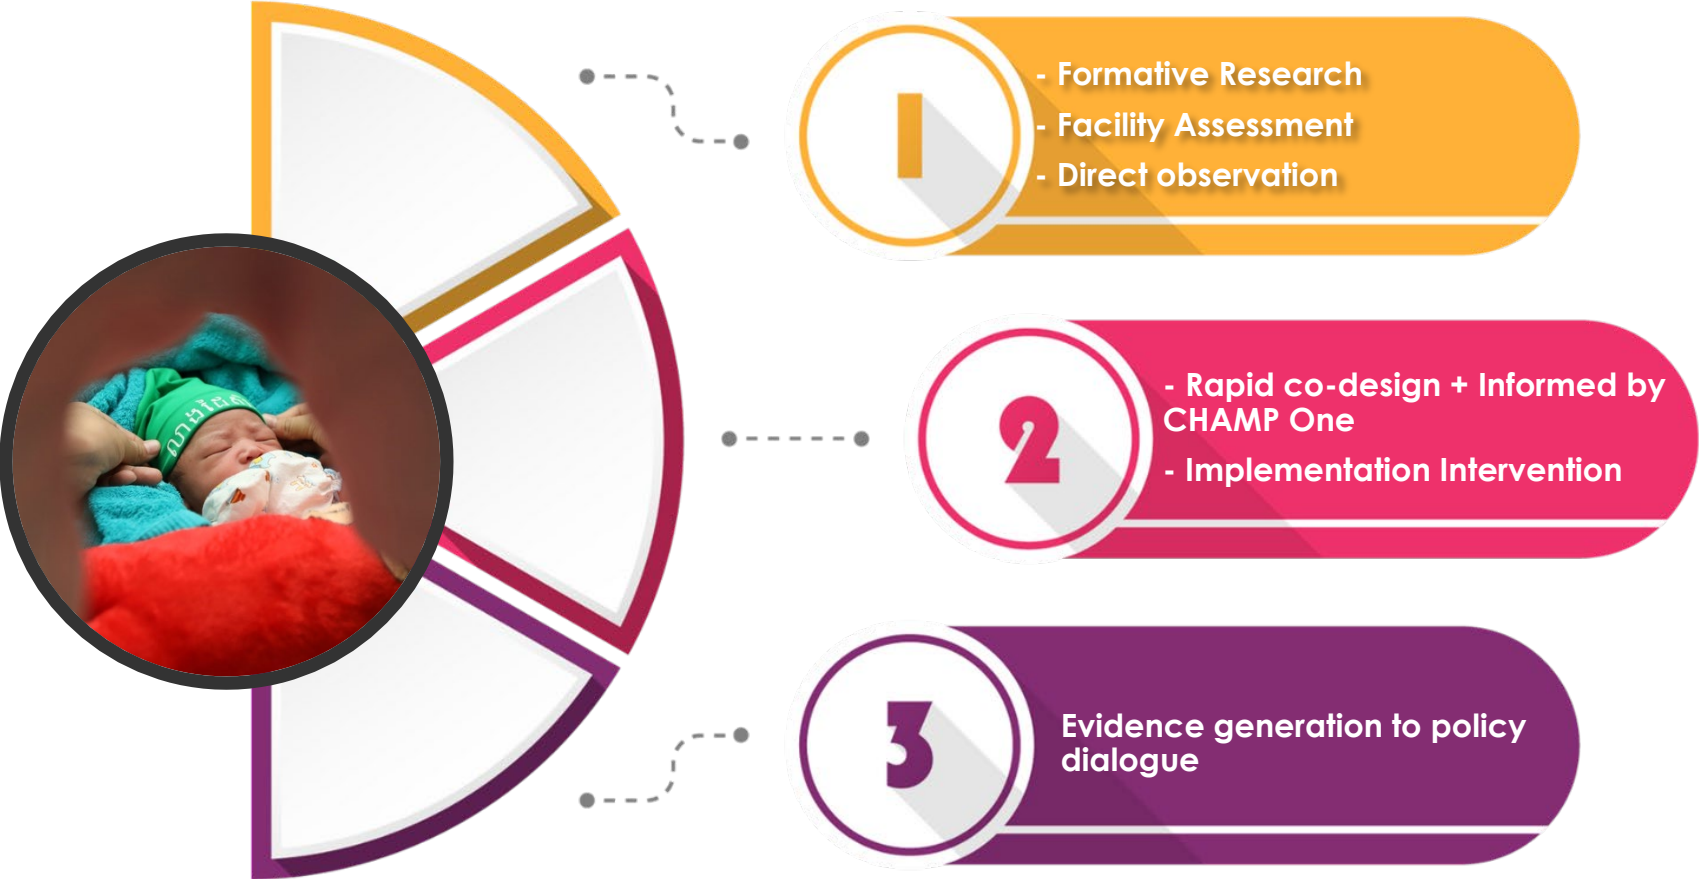 1
- Formative Research
- Facility Assessment
- Direct observation
2
- Rapid co-design + Informed by
CHAMP One
- Implementation Intervention
3
Evidence generation to policy
dialogue